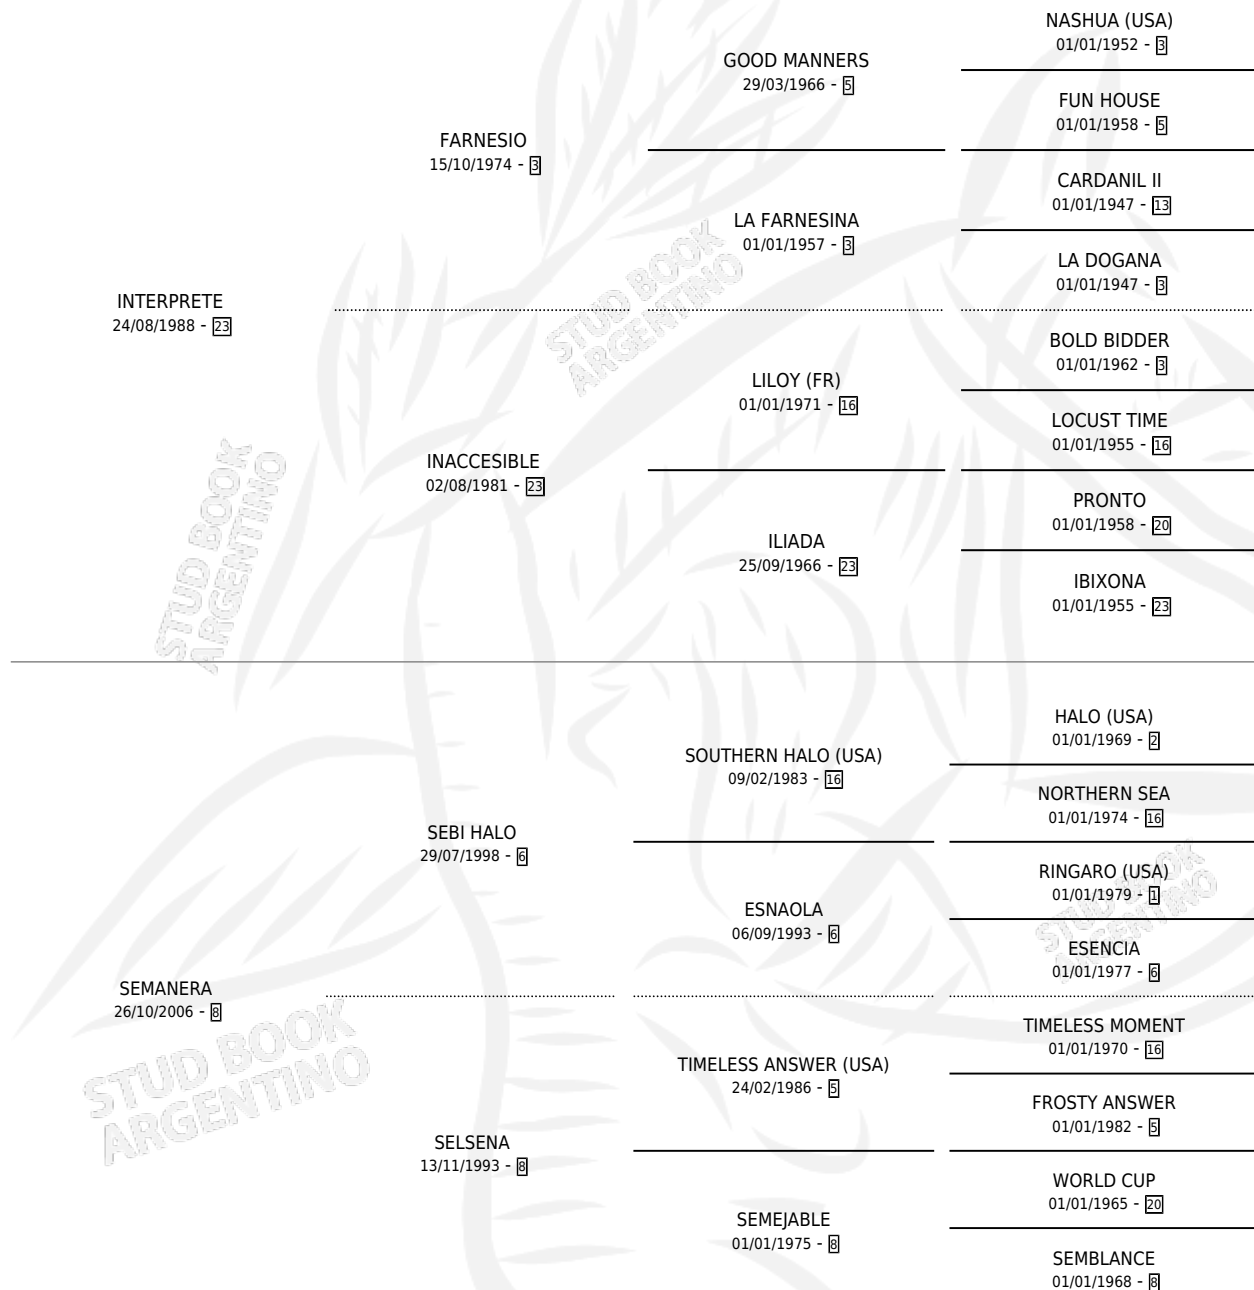 NASHUA (USA)
01/01/1952 - 3
GOOD MANNERS
29/03/1966 - 5
FUN HOUSE
01/01/1958 - 5
FARNESIO
15/10/1974 - 3
CARDANIL II
01/01/1947 - 13
LA FARNESINA
01/01/1957 - 3
LA DOGANA
01/01/1947 - 3
INTERPRETE
24/08/1988 - 23
BOLD BIDDER
01/01/1962 - 3
LILOY (FR)
01/01/1971 - 16
LOCUST TIME
01/01/1955 - 16
INACCESIBLE
02/08/1981 - 23
PRONTO
01/01/1958 - 20
ILIADA
25/09/1966 - 23
IBIXONA
01/01/1955 - 23
HALO (USA)
01/01/1969 - 2
SOUTHERN HALO (USA)
09/02/1983 - 16
NORTHERN SEA
01/01/1974 - 16
SEBI HALO
29/07/1998 - 6
RINGARO (USA)
01/01/1979 - 1
ESNAOLA
06/09/1993 - 6
ESENCIA
01/01/1977 - 6
SEMANERA
26/10/2006 - 8
TIMELESS MOMENT
01/01/1970 - 16
TIMELESS ANSWER (USA)
24/02/1986 - 5
FROSTY ANSWER
01/01/1982 - 5
SELSENA
13/11/1993 - 8
WORLD CUP
01/01/1965 - 20
SEMEJABLE
01/01/1975 - 8
SEMBLANCE
01/01/1968 - 8
STUD BOOK
ARGENTINO
STUD BOOK
ARGENTINO
STUD BOOK
ARGENTINO
STUD BOOK
ARGENTINO